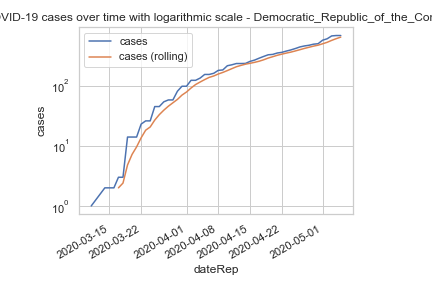 VID-19 cases over time with logarithmic scale - Democratic_Republic_of_the_Con
cases
cases (rolling)
10²
10¹
10⁰
cases
2020-03-15
2020-03-22
2020-04-01
2020-04-08
2020-04-15
2020-04-22
2020-05-01
dateRep